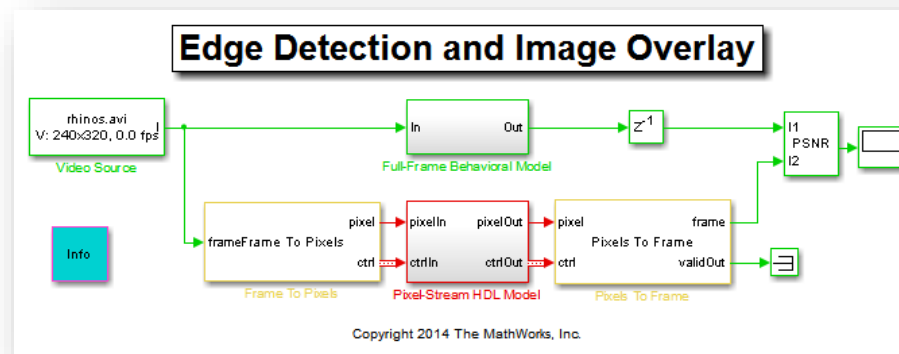 Edge Detection and Image Overlay
rhinos.avi
V: 240x320, 0.0 fps
I
Video Source
In
Out
Full-Frame Behavioral Model
z-1
I1
PSNR
I2
Info
frame
Frame To Pixels
pixel
ctrl
Frame To Pixels
pixelIn
pixelOut
ctrlIn
ctrlOut
Pixel-Stream HDL Model
pixel
frame
Pixels To Frame
ctrl
validOut
Pixels To Frame
Copyright 2014 The MathWorks, Inc.